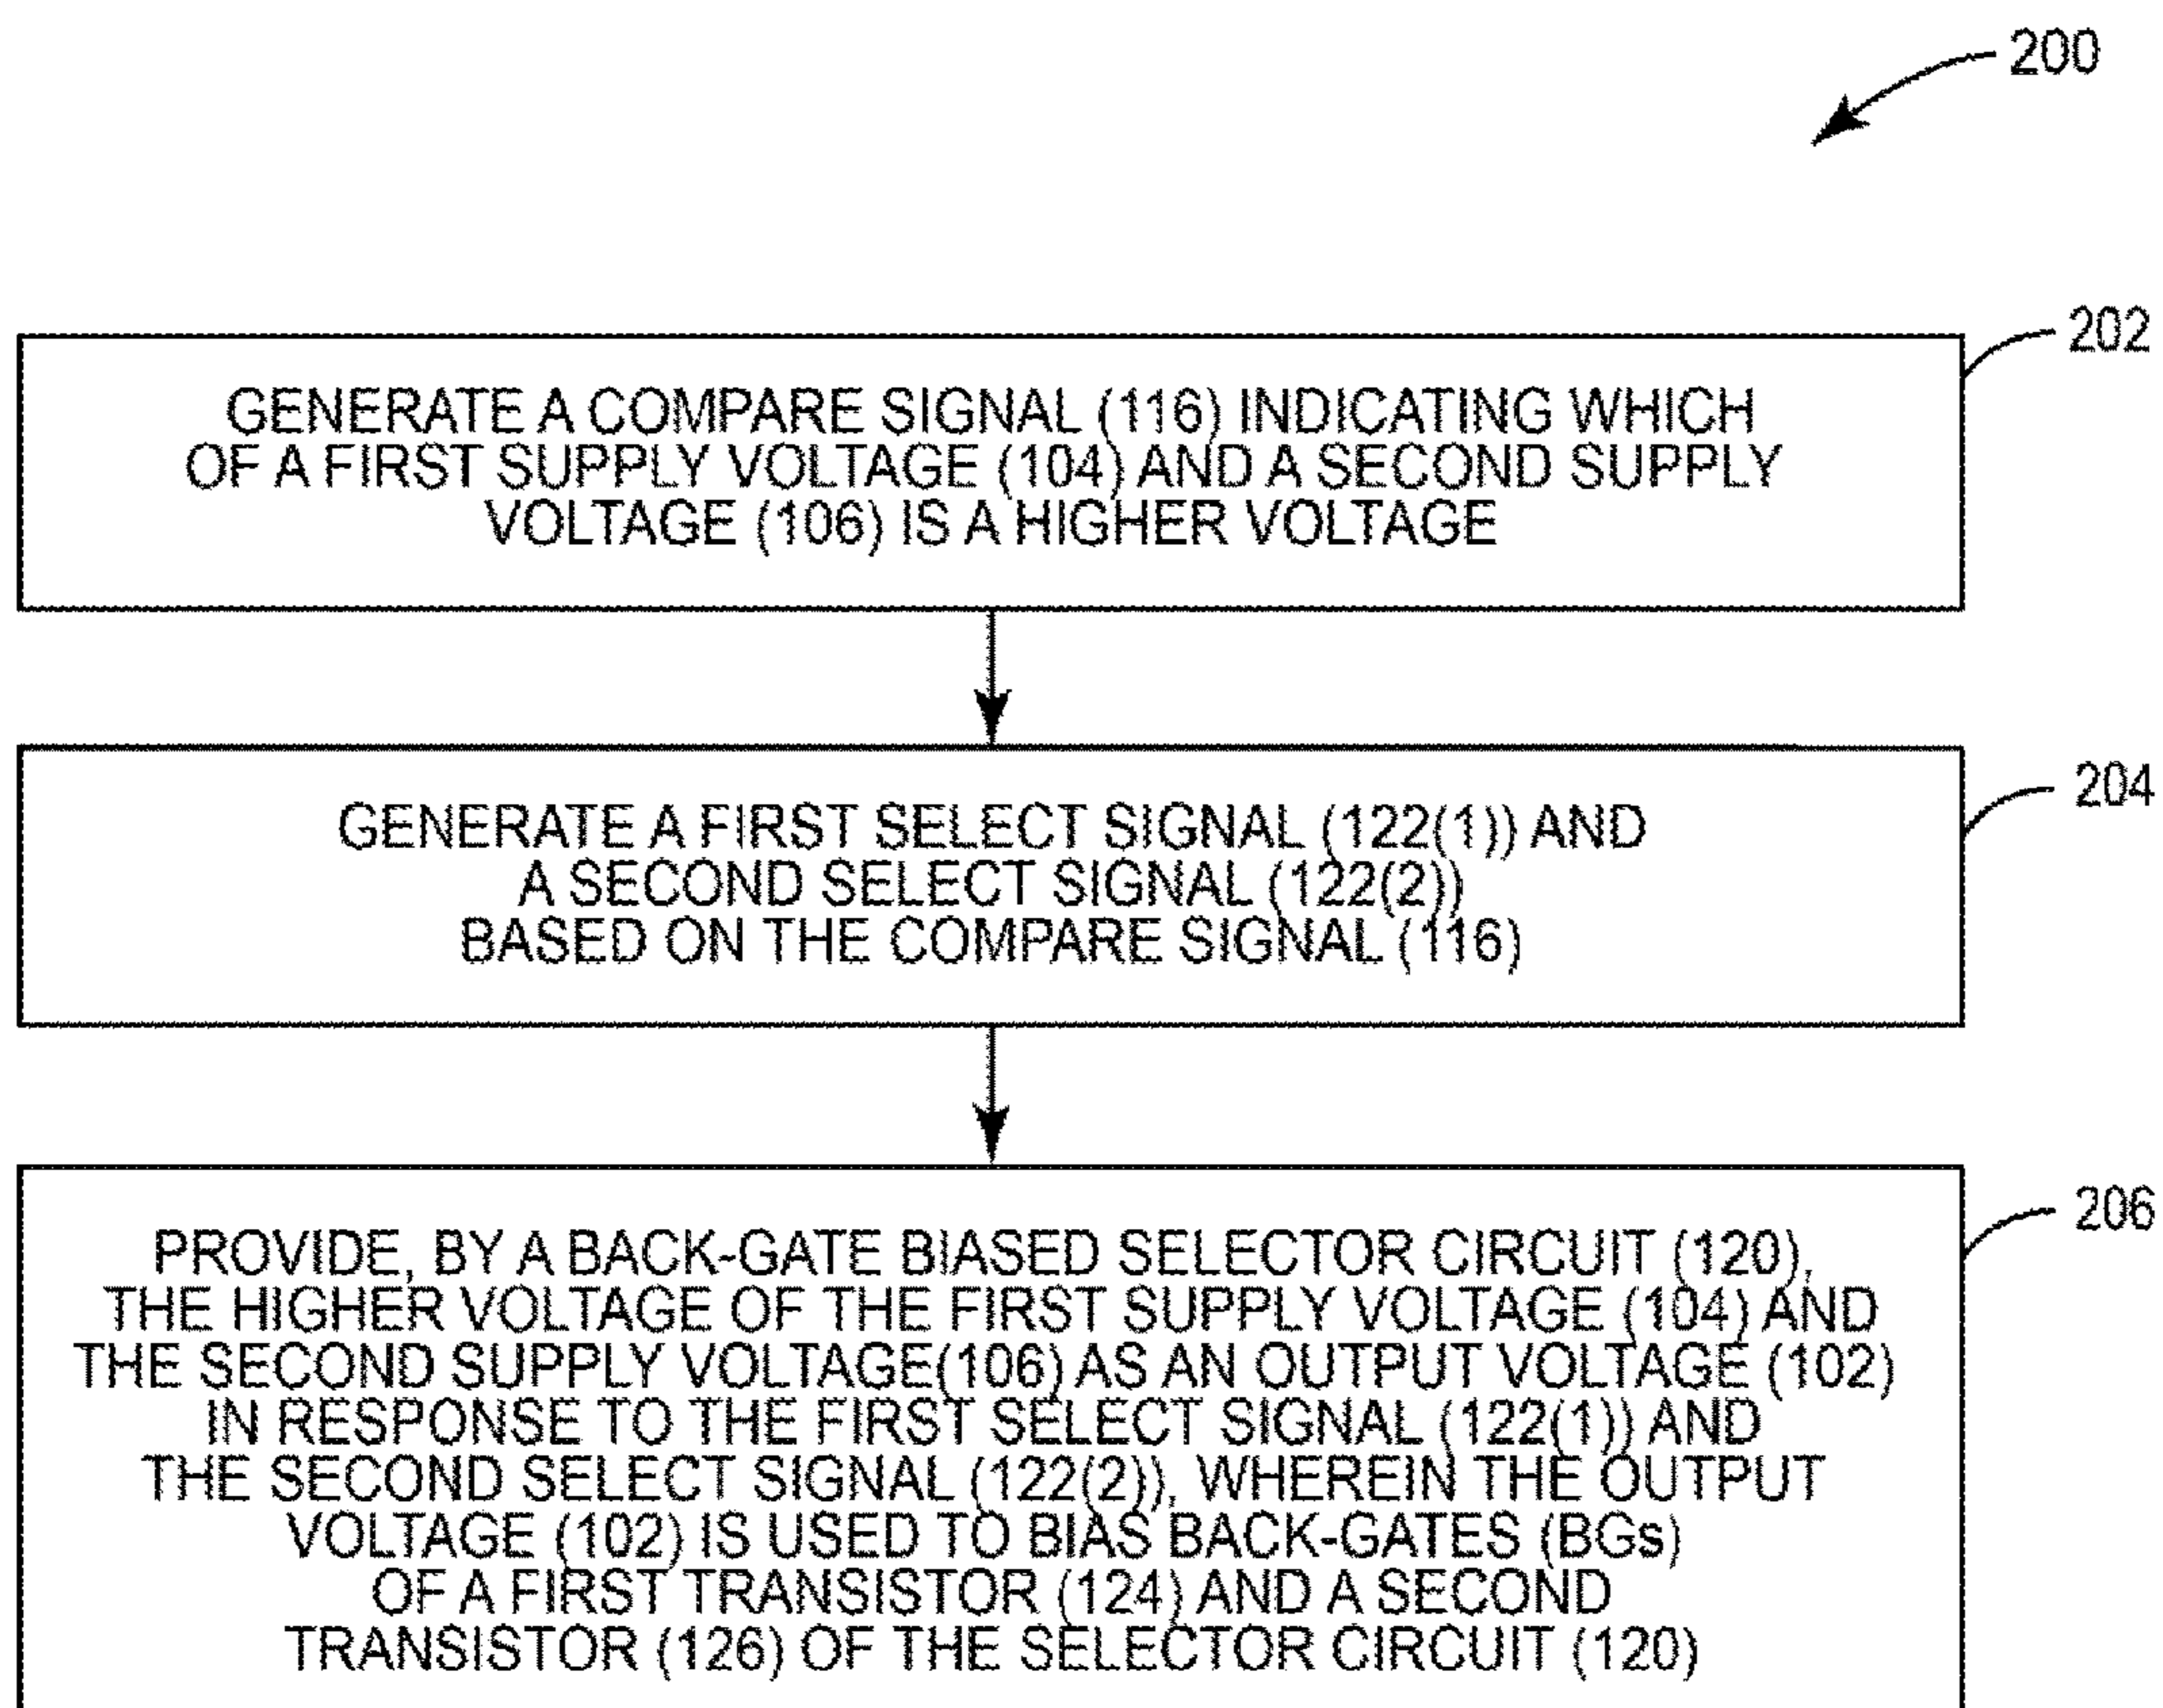 200
202
GENERATE A COMPARE SIGNAL (116) INDICATING WHICH
OF A FIRST SUPPLY VOLTAGE (104) AND A SECOND SUPPLY
VOLTAGE (106) IS A HIGHER VOLTAGE
204
GENERATE A FIRST SELECT SIGNAL (122(1)) AND
A SECOND SELECT SIGNAL (122(2))
BASED ON THE COMPARE SIGNAL (116)
206
PROVIDE, BY A BACK-GATE BIASED SELECTOR CIRCUIT (120),
THE HIGHER VOLTAGE OF THE FIRST SUPPLY VOLTAGE (104) AND
THE SECOND SUPPLY VOLTAGE(106) AS AN OUTPUT VOLTAGE (102)
IN RESPONSE TO THE FIRST SELECT SIGNAL (122(1)) AND
THE SECOND SELECT SIGNAL (122(2)), WHEREIN THE OUTPUT
VOLTAGE (102) IS USED TO BIAS BACK-GATES (BGs)
OF A FIRST TRANSISTOR (124) AND A SECOND
TRANSISTOR (126) OF THE SELECTOR CIRCUIT (120)